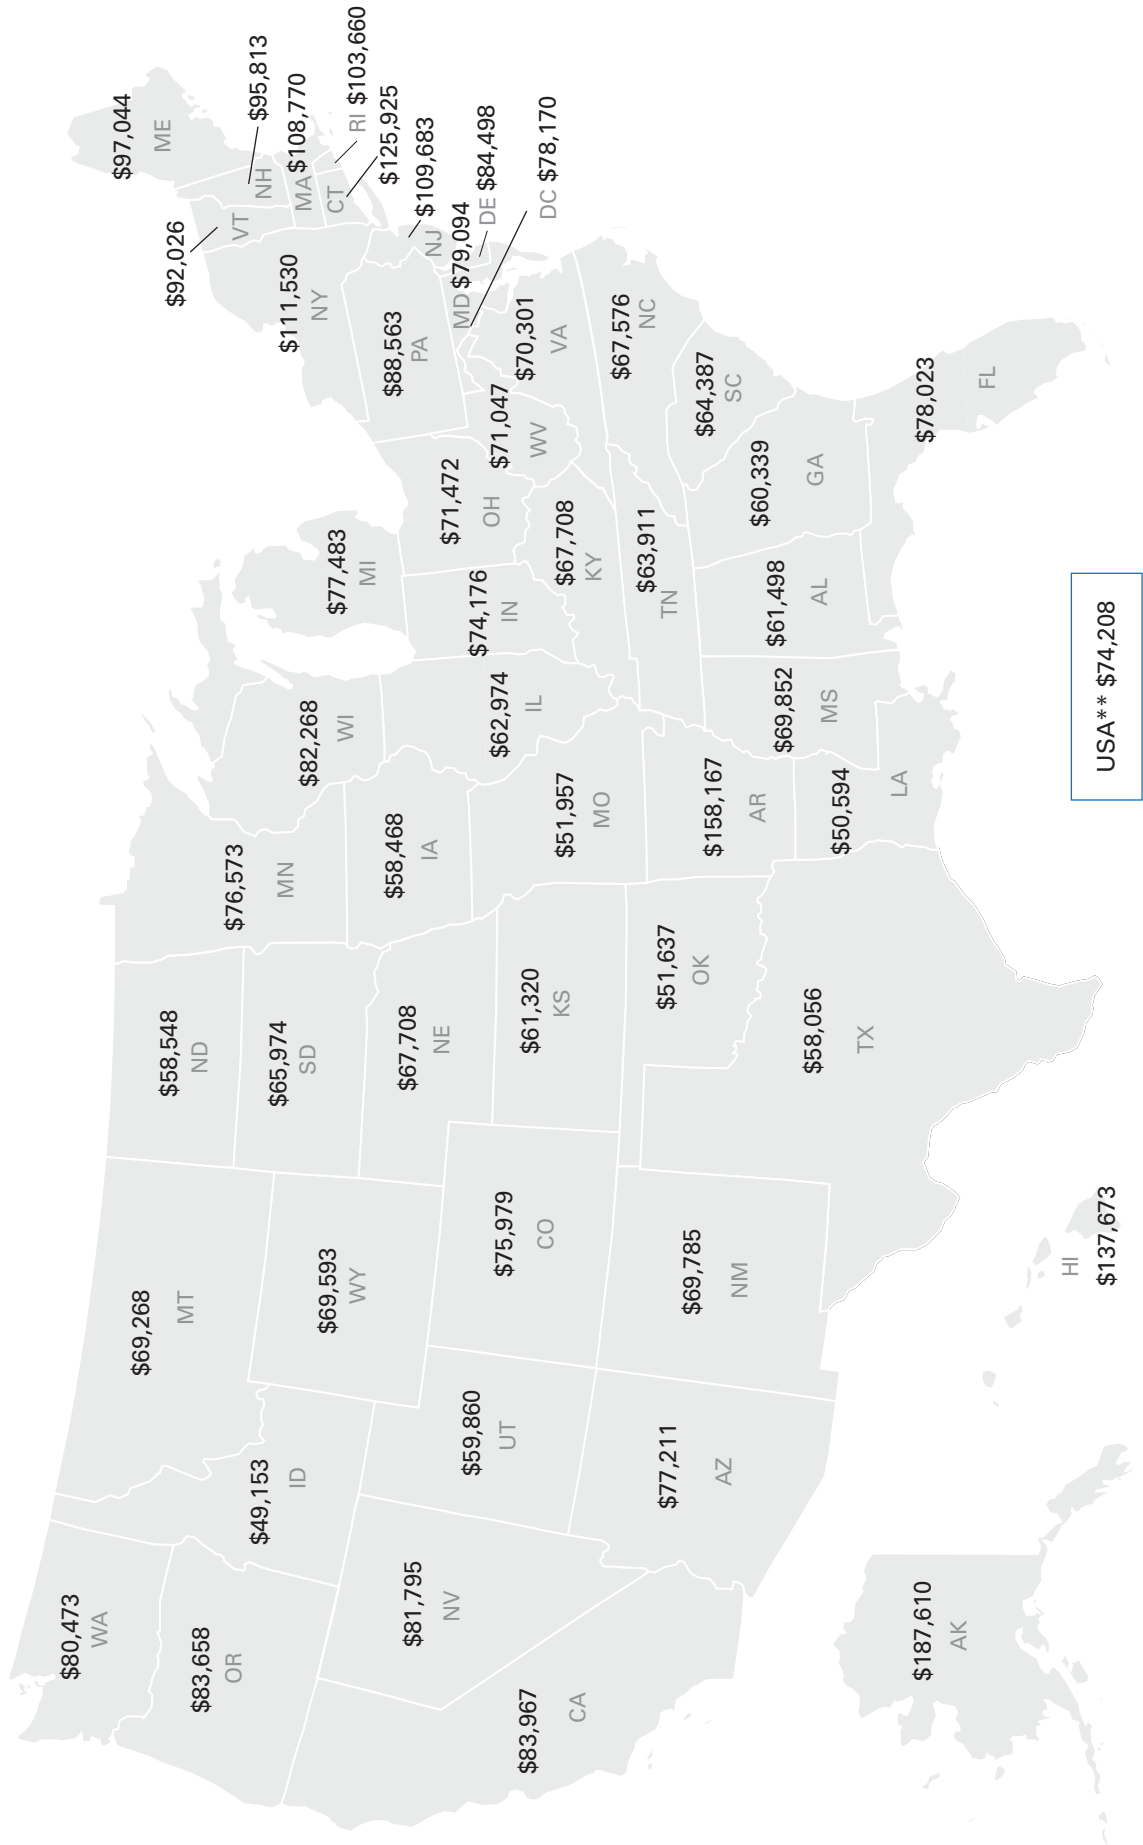 $80,473
WA
$83,658
OR
$83,967
CA
$81,795
NV
$49,153
ID
$69,268
MT
$69,593
WY
$59,860
UT
$77,211
AZ
$75,979
CO
$69,785
NM
$58,548
ND
$65,974
SD
$67,708
NE
$61,320
KS
$51,637
OK
$58,056
TX
$76,573
MN
$58,468
IA
$51,957
MO
$158,167
AR
$50,594
LA
$82,268
WI
$62,974
IL
$77,483
MI
$74,176
IN
$71,472
OH
$67,708
KY
$63,911
TN
$69,852
MS
$61,498
AL
$60,339
GA
$78,023
FL
$64,387
SC
$67,576
NC
$70,301
VA
$71,047
WV
$88,563
PA
$111,530
NY
$92,026
VT
$95,813
NH
$97,044
ME
$108,770
MA
RI $103,660
$125,925
CT
$109,683
NJ
DE $84,498
MD $79,094
DC $78,170
$187,610
AK
HI
$137,673
USA** $74,208